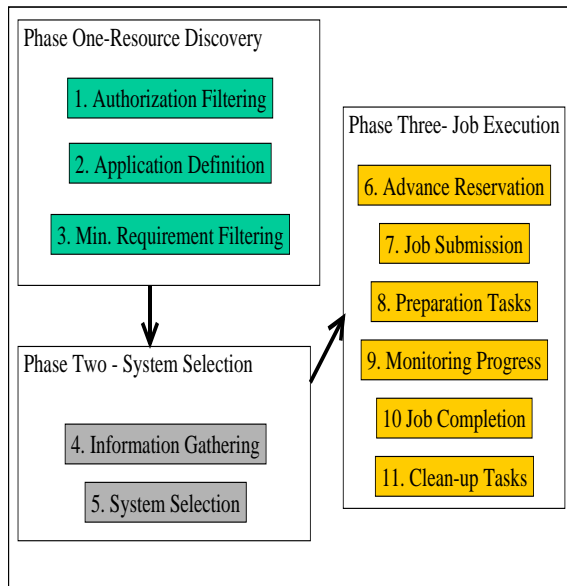 Phase One-Resource Discovery
1. Authorization Filtering
2. Application Definition
3. Min. Requirement Filtering
Phase Two - System Selection
4. Information Gathering
5. System Selection
Phase Three- Job Execution
6. Advance Reservation
7. Job Submission
8. Preparation Tasks
9. Monitoring Progress
10 Job Completion
11. Clean-up Tasks